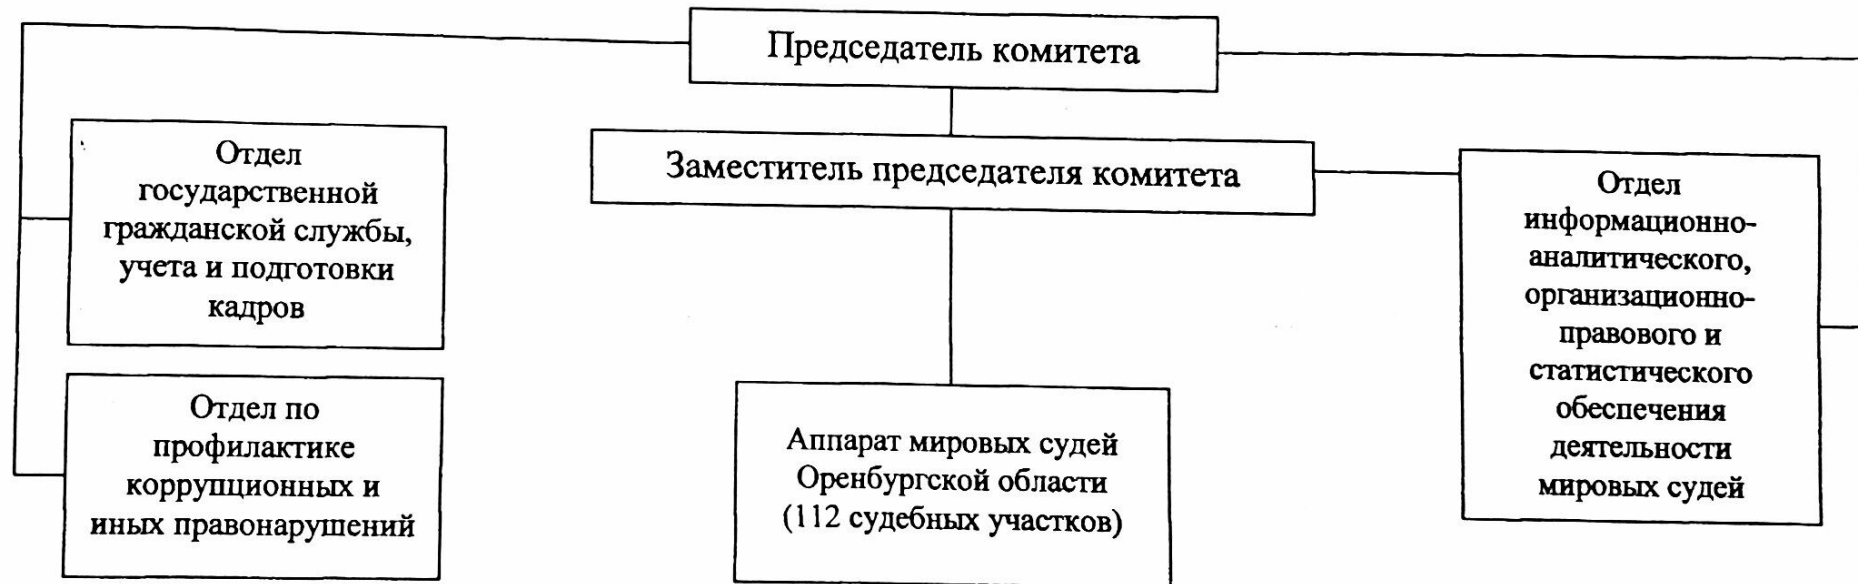 Председатель комитета
Заместитель председателя комитета
Отдел
государственной
гражданской службы,
учета и подготовки
кадров
Отдел по
профилактике
коррупционных и
иных правонарушений
Аппарат мировых судей
Оренбургской области
(112 судебных участков)
Отдел
информационно-
аналитического,
организационно-
правового и
статистического
обеспечения
деятельности
мировых судей